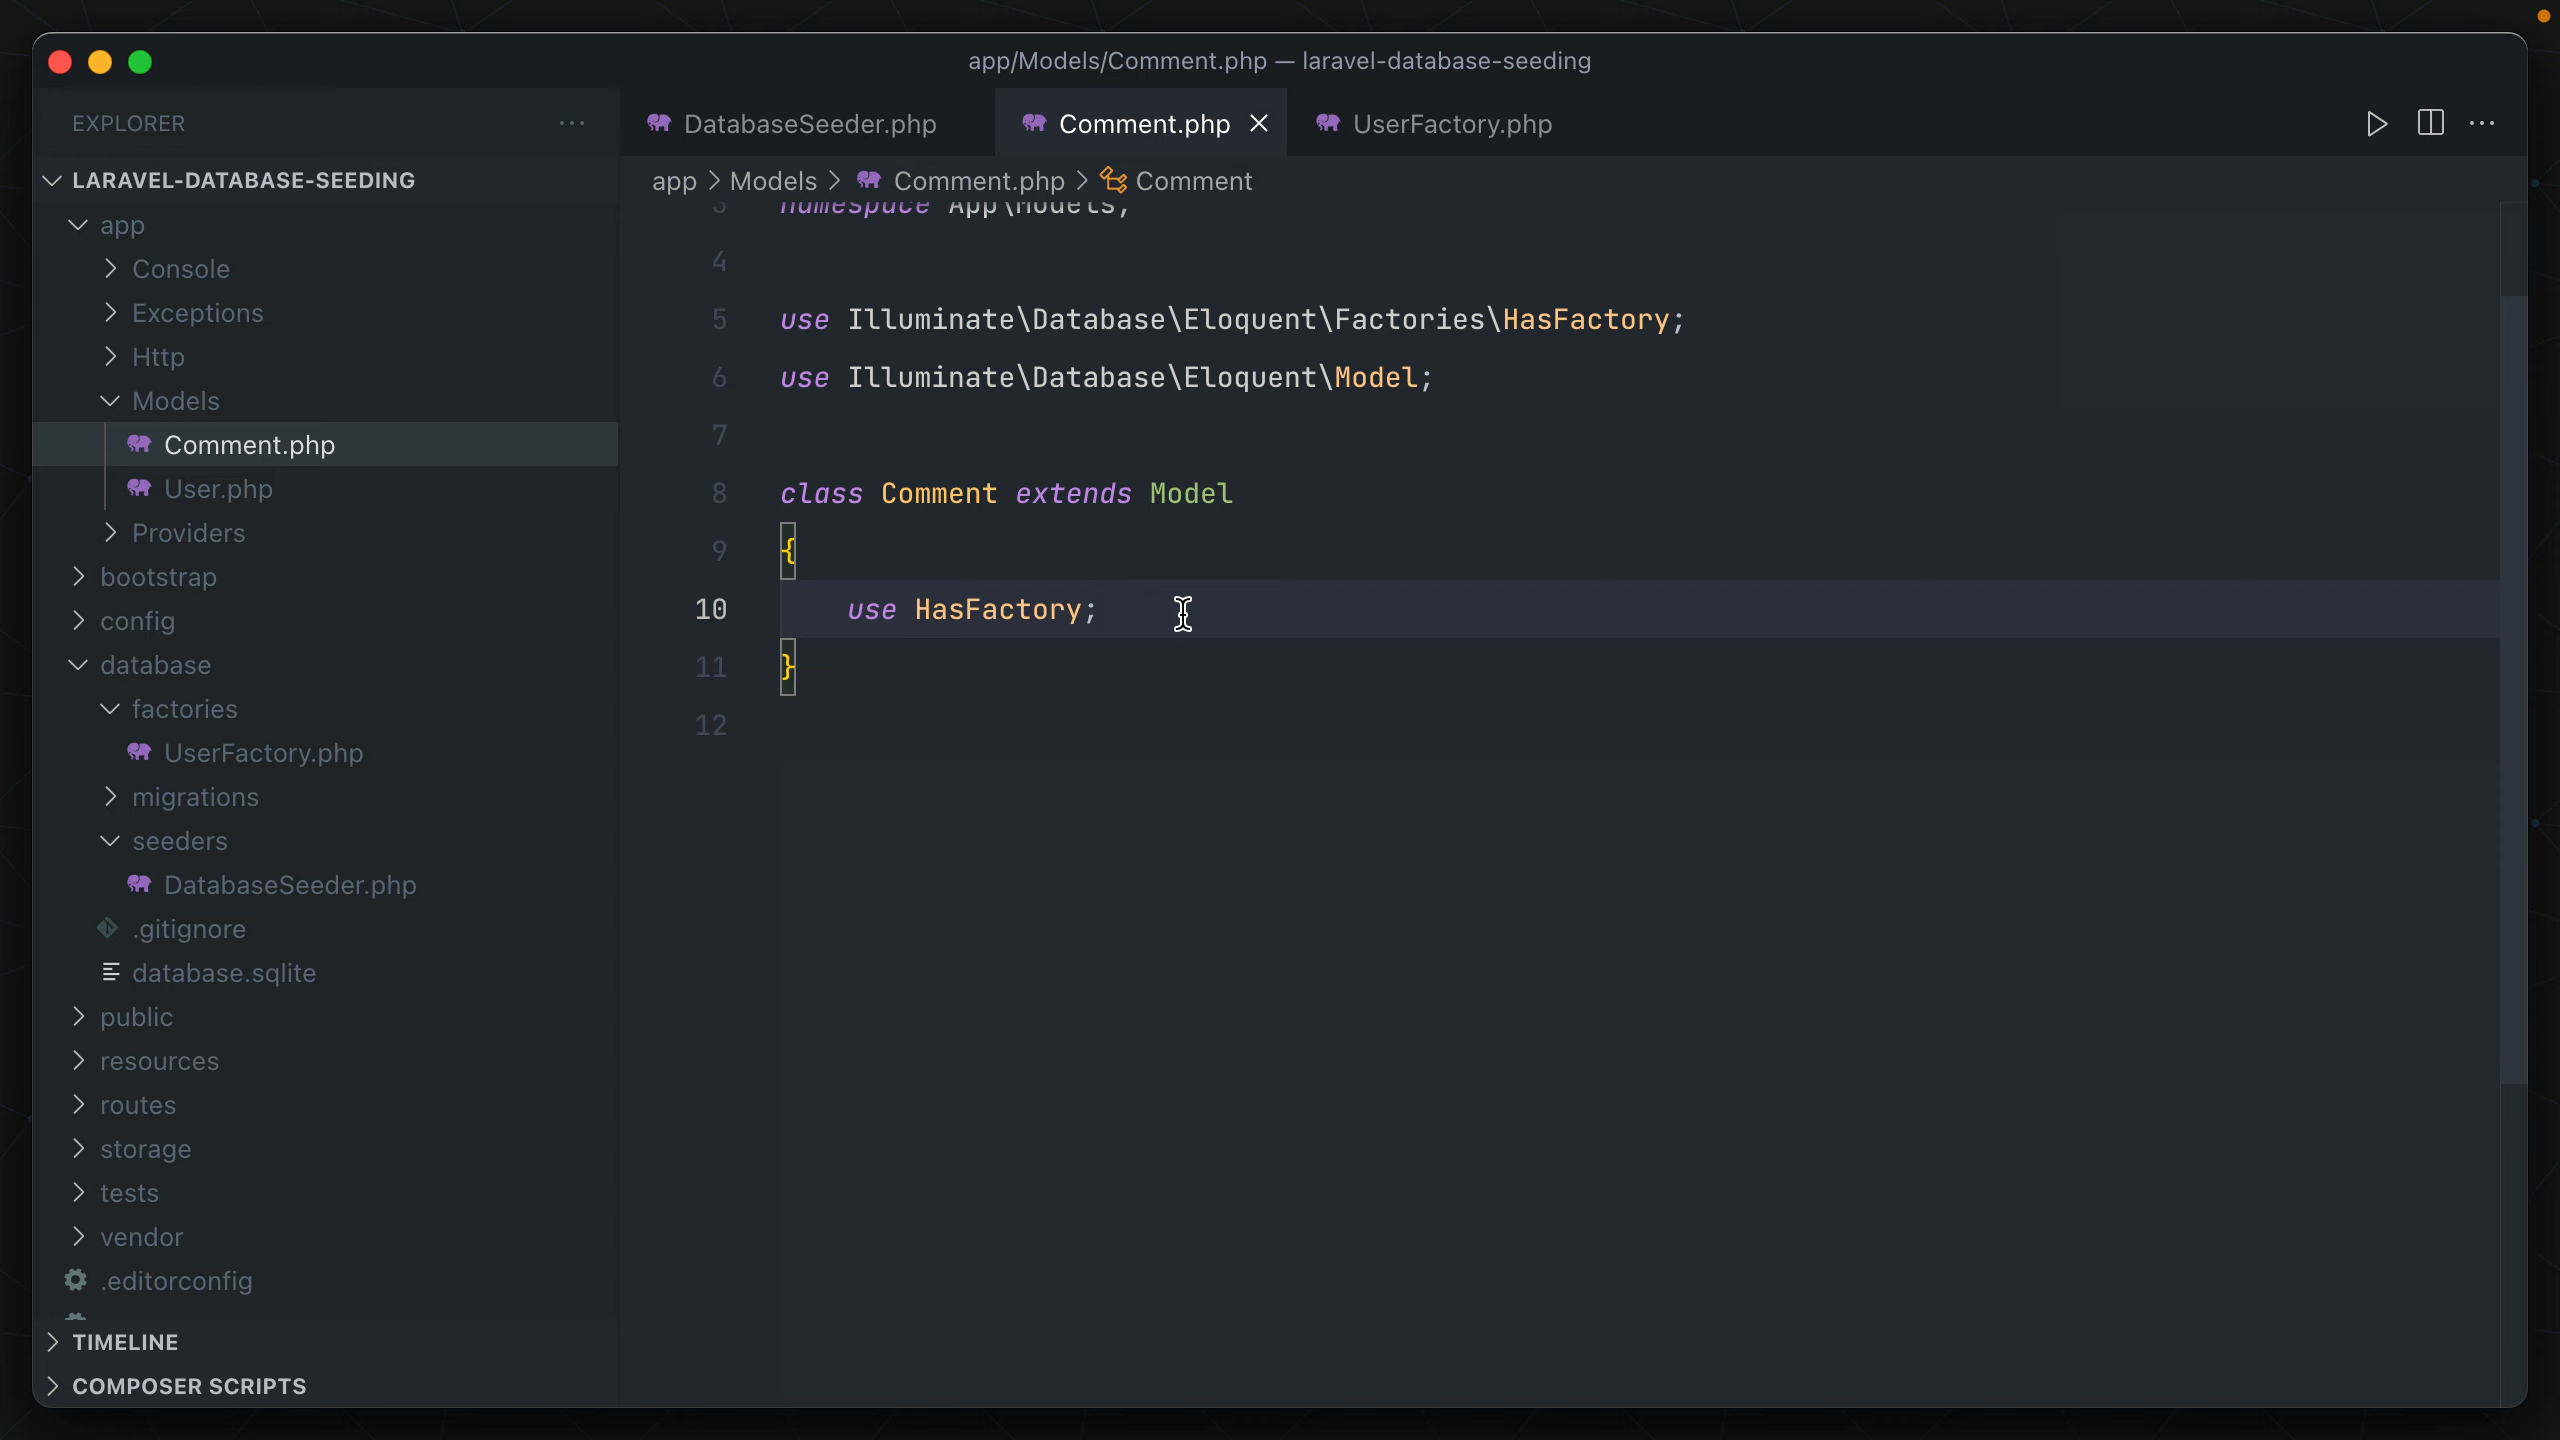 app/Models/Comment.php — laravel-database-seeding
EXPLORER
DatabaseSeeder.php
Comment.php
UserFactory.php
LARAVEL-DATABASE-SEEDING
app > Models > Comment.php > Comment
app
Console
Exceptions
Http
Models
Comment.php
User.php
Providers
bootstrap
config
database
factories
UserFactory.php
migrations
seeders
DatabaseSeeder.php
.gitignore
database.sqlite
public
resources
routes
storage
tests
vendor
.editorconfig
TIMELINE
COMPOSER SCRIPTS
3 namespace App\Models;
4
5 use Illuminate\Database\Eloquent\Factories\HasFactory;
6 use Illuminate\Database\Eloquent\Model;
7
8 class Comment extends Model
9 {
10 use HasFactory;
11 }
12